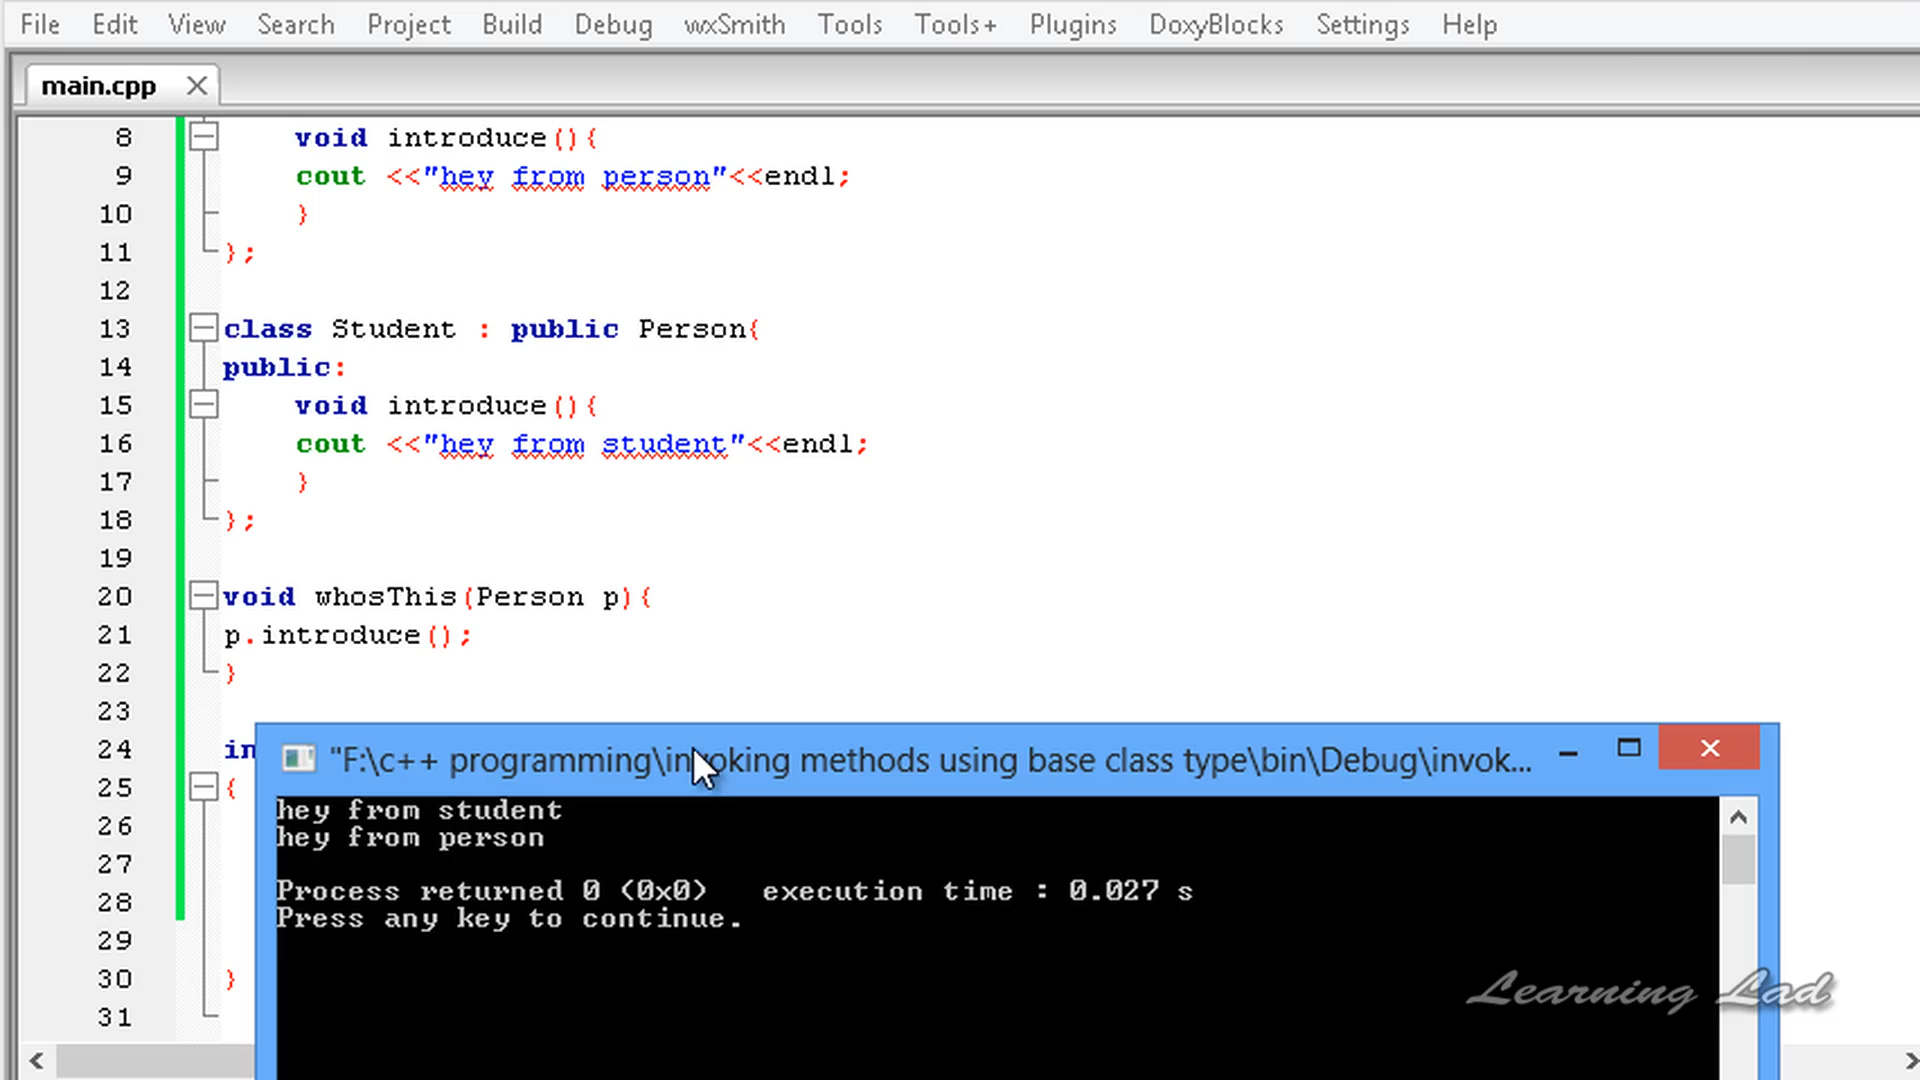 File Edit View Search Project Build Debug wxSmith Tools Tools+ Plugins DoxyBlocks Settings Help
main.cpp
8 void introduce(){
9 cout <<"hey from person"<<endl;
10 }
11 };
12
13 class Student : public Person{
14 public:
15 void introduce(){
16 cout <<"hey from student"<<endl;
17 }
18 };
19
20 void whosThis(Person p){
21 p.introduce();
22 }
23
24 in
25 {
26
27
28
29
30 }
31
"F:\c++ programming\invoking methods using base class type\bin\Debug\invok...
hey from student
hey from person
Process returned 0 (0x0) execution time : 0.027 s
Press any key to continue.
Learning Lad